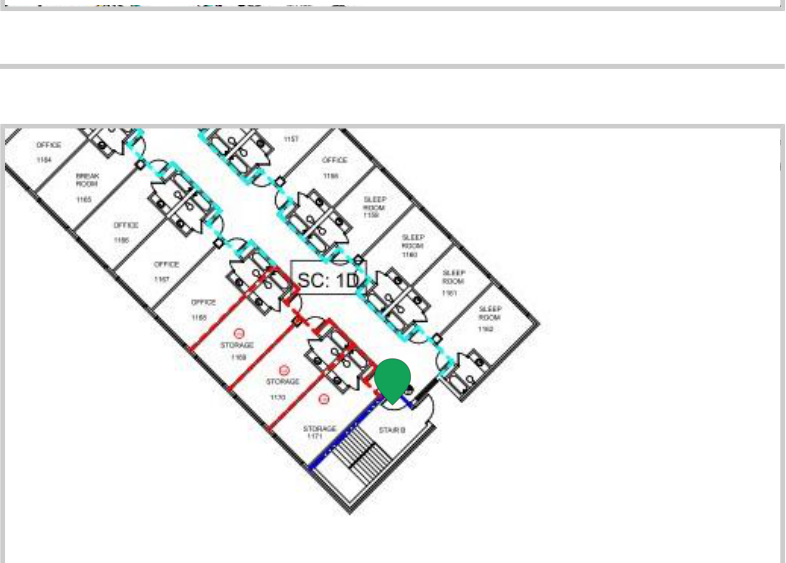 1157
OFFICE
1164
OFFICE
1158
BREAK
ROOM
1165
SLEEP
ROOM
1159
OFFICE
1166
SLEEP
ROOM
1160
OFFICE
1167
SLEEP
ROOM
1161
SC: 1D
OFFICE
1168
SLEEP
ROOM
1162
STORAGE
1169
STORAGE
1170
STORAGE
1171
STAIR B